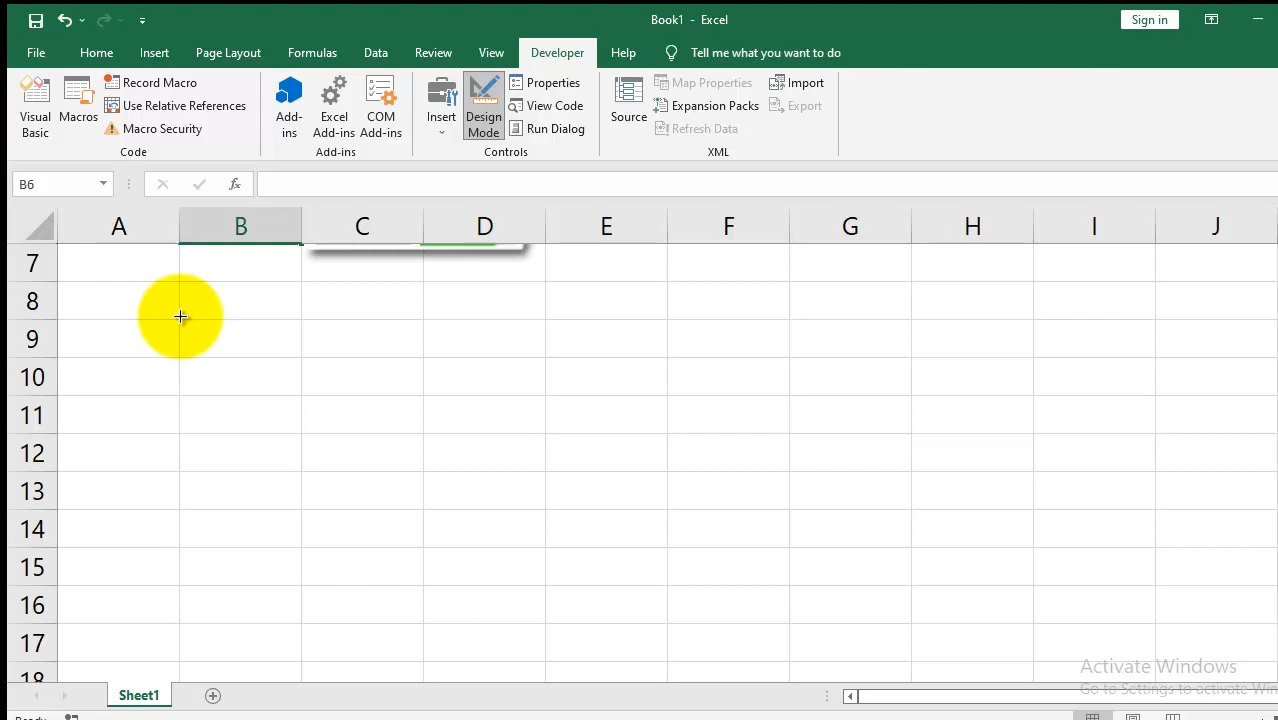 Book1 - Excel
Sign in
File Home Insert Page Layout Formulas Data Review View Developer Help Tell me what you want to do
Visual Basic
Macros
Record Macro
Use Relative References
Macro Security
Code
Add-ins
Excel Add-ins
COM Add-ins
Add-ins
Insert
Design Mode
Properties
View Code
Run Dialog
Controls
Source
Map Properties
Expansion Packs
Refresh Data
Import
Export
XML
B6
fx
A B C D E F G H I J
7
8
9
10
11
12
13
14
15
16
17
18
Activate Windows
Go to Settings to activate Win
Sheet1
Ready